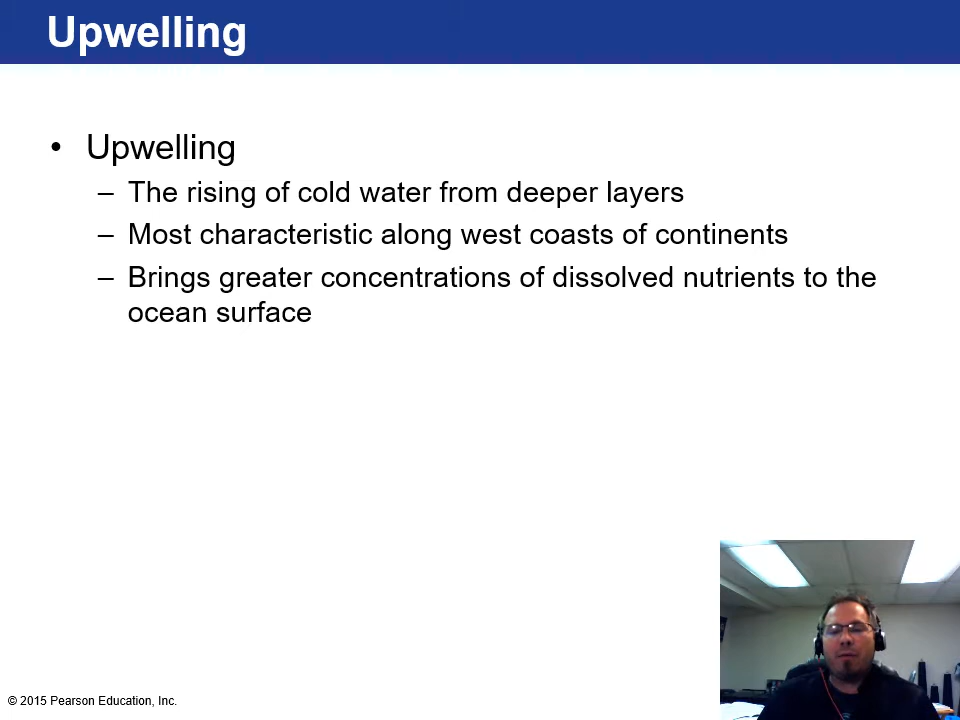 Upwelling
• Upwelling
– The rising of cold water from deeper layers
– Most characteristic along west coasts of continents
– Brings greater concentrations of dissolved nutrients to the
ocean surface
© 2015 Pearson Education, Inc.